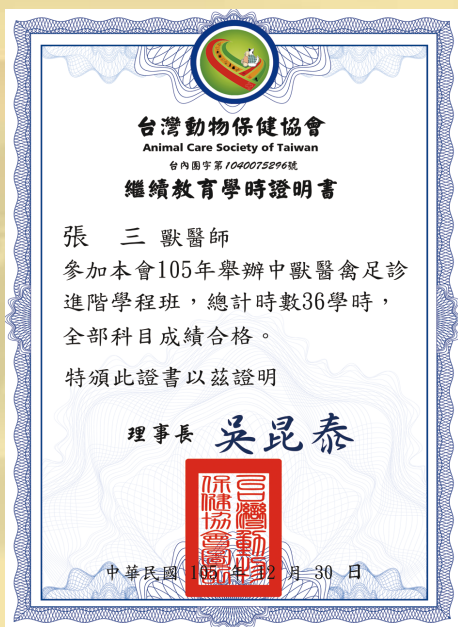 台灣動物保健協會
Animal Care Society of Taiwan
台內團字第1040075296號
繼續教育學時證明書
張 三 獸醫師
參加本會105年舉辦中獸醫禽足診
進階學程班，總計時數36學時，
全部科目成績合格。
特頒此證書以茲證明
理事長 吳昆泰
台灣動物保健協會圖記
中華民國 105 年 12 月 30 日